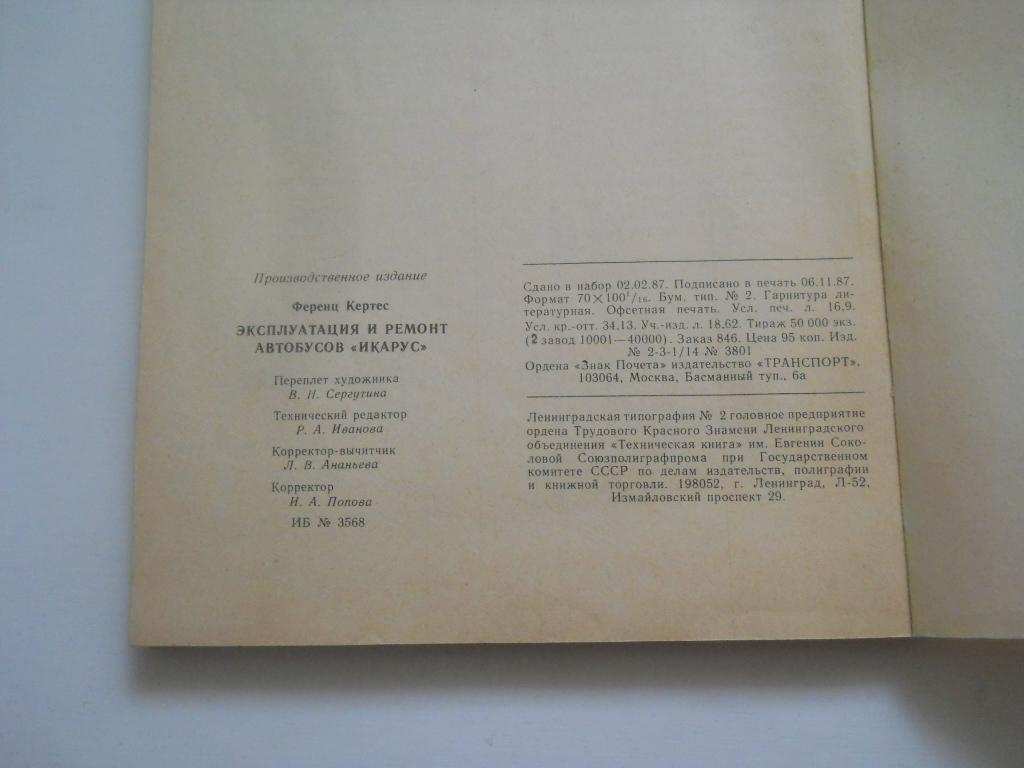 Производственное издание
Ференц Кертес
ЭКСПЛУАТАЦИЯ И РЕМОНТ
АВТОБУСОВ «ИКАРУС»
Переплет художника
В. Н. Сергутина
Технический редактор
Р. А. Иванова
Корректор-вычитчик
Л. В. Ананьева
Корректор
И. А. Попова
ИБ № 3568
Сдано в набор 02.02.87. Подписано в печать 06.11.87.
Формат 70×100¹/₁₆. Бум. тип. № 2. Гарнитура ли-
тературная. Офсетная печать. Усл. печ. л. 16,9.
Усл. кр.-отт. 34,13. Уч.-изд. л. 18,62. Тираж 50 000 экз.
(2 завод 10001—40000). Заказ 846. Цена 95 коп. Изд.
№ 2-3-1/14 № 3801
Ордена «Знак Почета» издательство «ТРАНСПОРТ»,
103064, Москва, Басманный туп., 6а
Ленинградская типография № 2 головное предприятие
ордена Трудового Красного Знамени Ленинградского
объединения «Техническая книга» им. Евгении Соко-
ловой Союзполиграфпрома при Государственном
комитете СССР по делам издательств, полиграфии
и книжной торговли. 198052, г. Ленинград, Л-52,
Измайловский проспект 29.